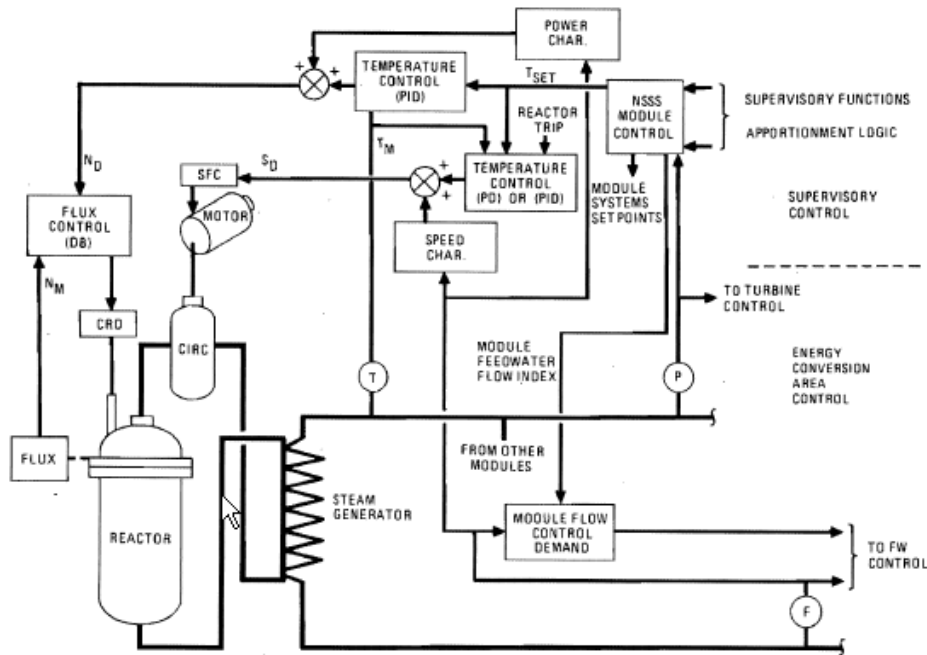 POWER
CHAR.
TEMPERATURE
CONTROL
(PID)
T_SET
NSSS
MODULE
CONTROL
SUPERVISORY FUNCTIONS
APPORTIONMENT LOGIC
REACTOR
TRIP
+
+
T_M
N_D
SFC
S_D
+
+
TEMPERATURE
CONTROL
(PD) OR (PID)
MODULE
SYSTEMS
SET POINTS
SUPERVISORY
CONTROL
MOTOR
FLUX
CONTROL
(DB)
SPEED
CHAR.
N_M
TO TURBINE
CONTROL
CRD
CIRC
MODULE
FEEDWATER
FLOW INDEX
T
P
ENERGY
CONVERSION
AREA
CONTROL
FLUX
FROM OTHER
MODULES
STEAM
GENERATOR
REACTOR
MODULE FLOW
CONTROL
DEMAND
TO FW
CONTROL
F